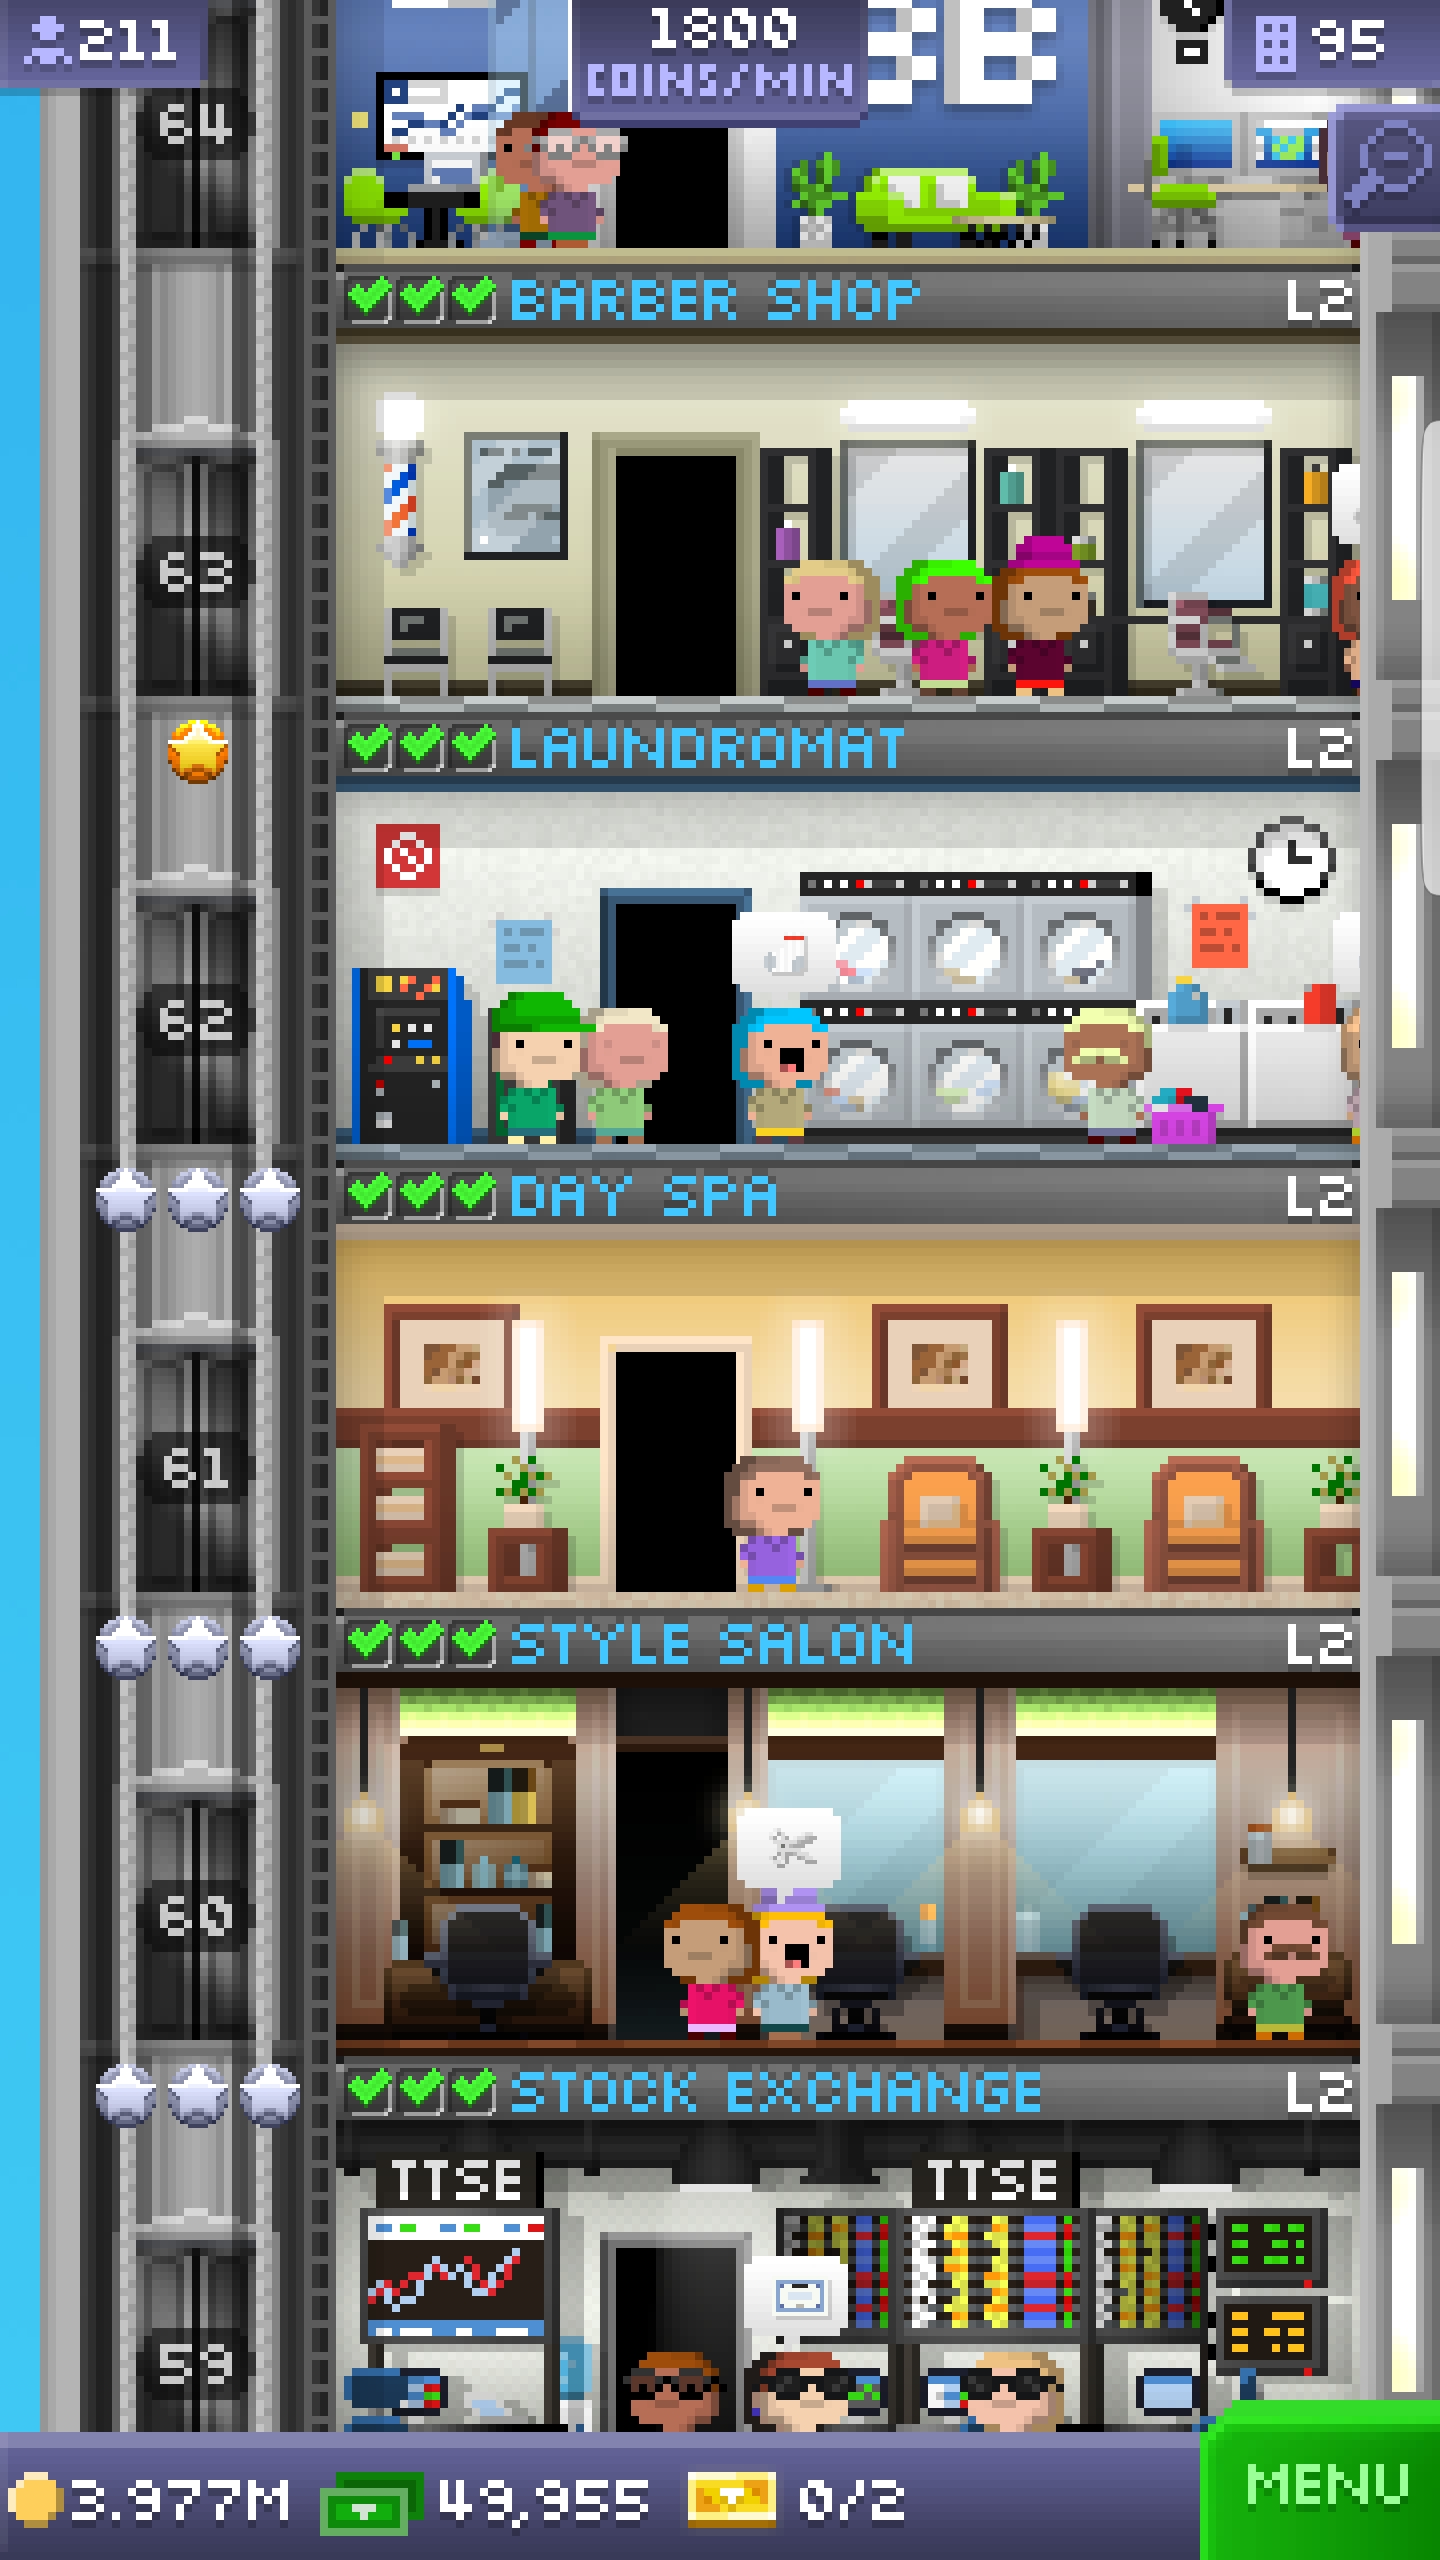 211
1800
COINS/MIN
95
64
BARBER SHOP L2
63
LAUNDROMAT L2
62
DAY SPA L2
61
STYLE SALON L2
60
STOCK EXCHANGE L2
TTSE TTSE
59
3.977M 49,955 0/2
MENU